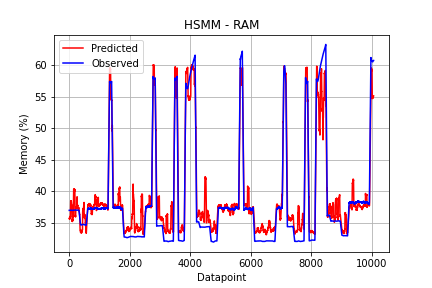 HSMM - RAM
Predicted
Observed
60
55
50
45
40
35
Memory (%)
0
2000
4000
6000
8000
10000
Datapoint